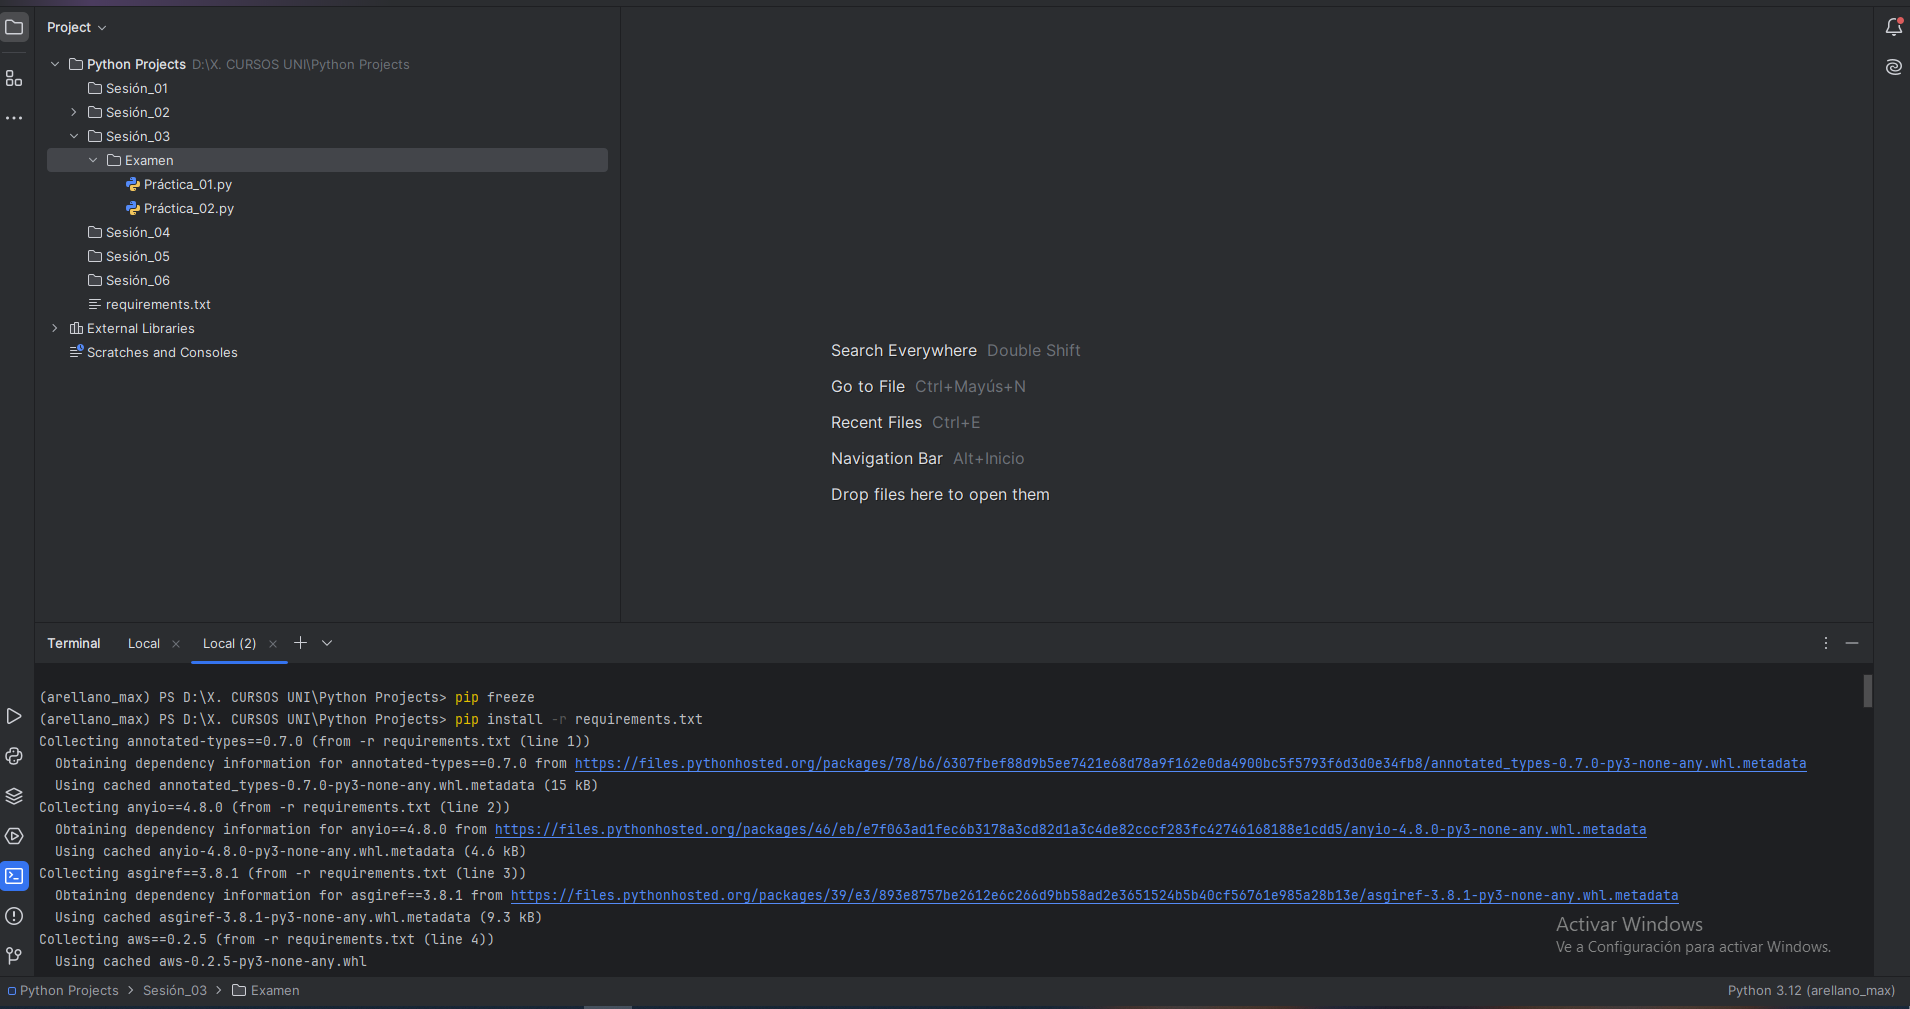 Project
Python Projects D:\X. CURSOS UNI\Python Projects
Sesión_01
Sesión_02
Sesión_03
Examen
Práctica_01.py
Práctica_02.py
Sesión_04
Sesión_05
Sesión_06
requirements.txt
External Libraries
Scratches and Consoles
Search Everywhere Double Shift
Go to File Ctrl+Mayús+N
Recent Files Ctrl+E
Navigation Bar Alt+Inicio
Drop files here to open them
Terminal Local Local (2)
(arellano_max) PS D:\X. CURSOS UNI\Python Projects> pip freeze
(arellano_max) PS D:\X. CURSOS UNI\Python Projects> pip install -r requirements.txt
Collecting annotated-types==0.7.0 (from -r requirements.txt (line 1))
Obtaining dependency information for annotated-types==0.7.0 from https://files.pythonhosted.org/packages/78/b6/6307fbef88d9b5ee7421e68d78a9f162e0da4900bc5f5793f6d3d0e34fb8/annotated_types-0.7.0-py3-none-any.whl.metadata
Using cached annotated_types-0.7.0-py3-none-any.whl.metadata (15 kB)
Collecting anyio==4.8.0 (from -r requirements.txt (line 2))
Obtaining dependency information for anyio==4.8.0 from https://files.pythonhosted.org/packages/46/eb/e7f063ad1fec6b3178a3cd82d1a3c4de82cccf283fc42746168188e1cdd5/anyio-4.8.0-py3-none-any.whl.metadata
Using cached anyio-4.8.0-py3-none-any.whl.metadata (4.6 kB)
Collecting asgiref==3.8.1 (from -r requirements.txt (line 3))
Obtaining dependency information for asgiref==3.8.1 from https://files.pythonhosted.org/packages/39/e3/893e8757be2612e6c266d9bb58ad2e3651524b5b40cf56761e985a28b13e/asgiref-3.8.1-py3-none-any.whl.metadata
Using cached asgiref-3.8.1-py3-none-any.whl.metadata (9.3 kB)
Collecting aws==0.2.5 (from -r requirements.txt (line 4))
Using cached aws-0.2.5-py3-none-any.whl
Activar Windows
Ve a Configuración para activar Windows.
Python Projects > Sesión_03 > Examen
Python 3.12 (arellano_max)